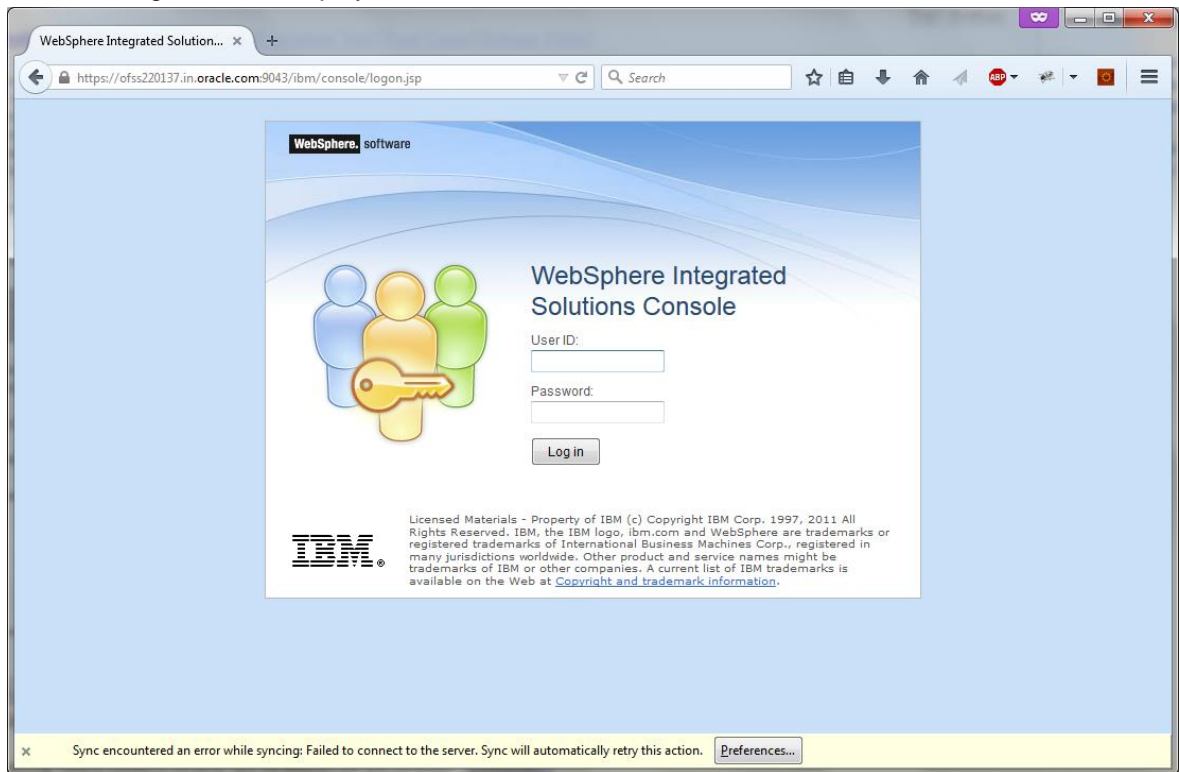 WebSphere Integrated Solution...
https://ofss220137.in.oracle.com:9043/ibm/console/logon.jsp
Search
ABP
WebSphere. software
WebSphere Integrated
Solutions Console
User ID:
Password:
Log in
IBM.
Licensed Materials - Property of IBM (c) Copyright IBM Corp. 1997, 2011 All
Rights Reserved. IBM, the IBM logo, ibm.com and WebSphere are trademarks or
registered trademarks of International Business Machines Corp., registered in
many jurisdictions worldwide. Other product and service names might be
trademarks of IBM or other companies. A current list of IBM trademarks is
available on the Web at Copyright and trademark information.
Sync encountered an error while syncing: Failed to connect to the server. Sync will automatically retry this action. Preferences...